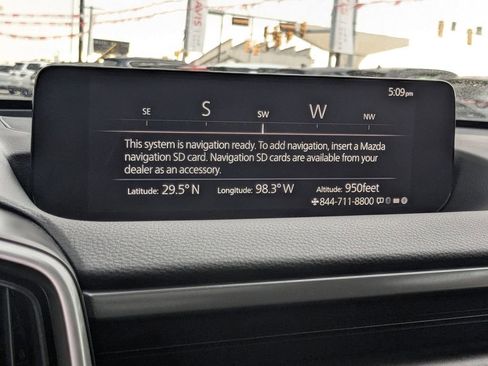 5:09pm
SE S SW W NW
This system is navigation ready. To add navigation, insert a Mazda
navigation SD card. Navigation SD cards are available from your
dealer as an accessory.
Latitude: 29.5° N Longitude: 98.3° W Altitude: 950feet
844-711-8800